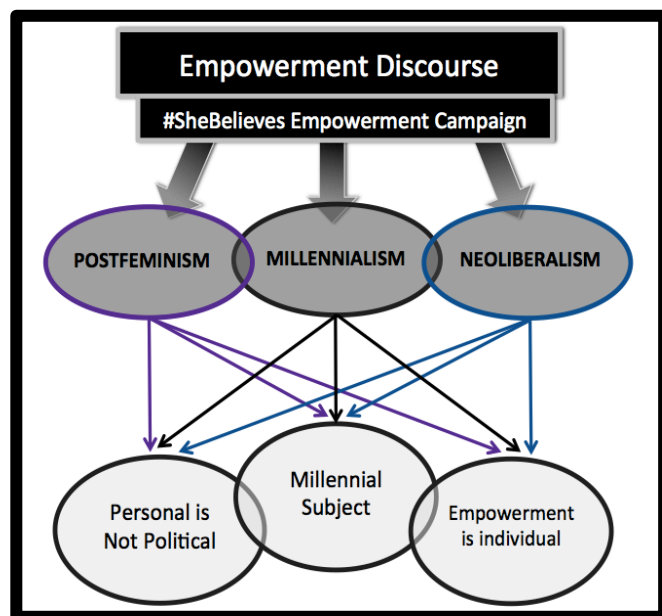 Empowerment Discourse
#SheBelieves Empowerment Campaign
POSTFEMINISM
MILLENNIALISM
NEOLIBERALISM
Personal is
Not Political
Millennial
Subject
Empowerment
is individual